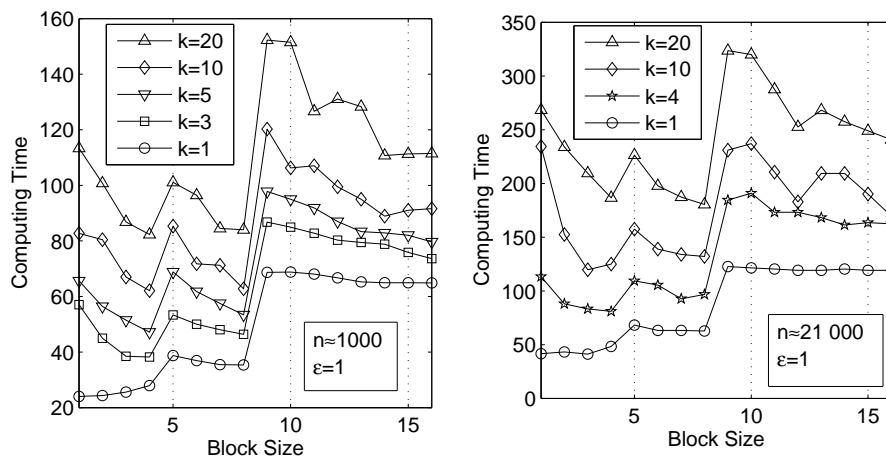 160
140
120
100
80
60
40
20
Computing Time
k=20
k=10
k=5
k=3
k=1
n≈1000
ε=1
5
10
15
Block Size
350
300
250
200
150
100
50
0
Computing Time
k=20
k=10
k=4
k=1
n≈21 000
ε=1
5
10
15
Block Size